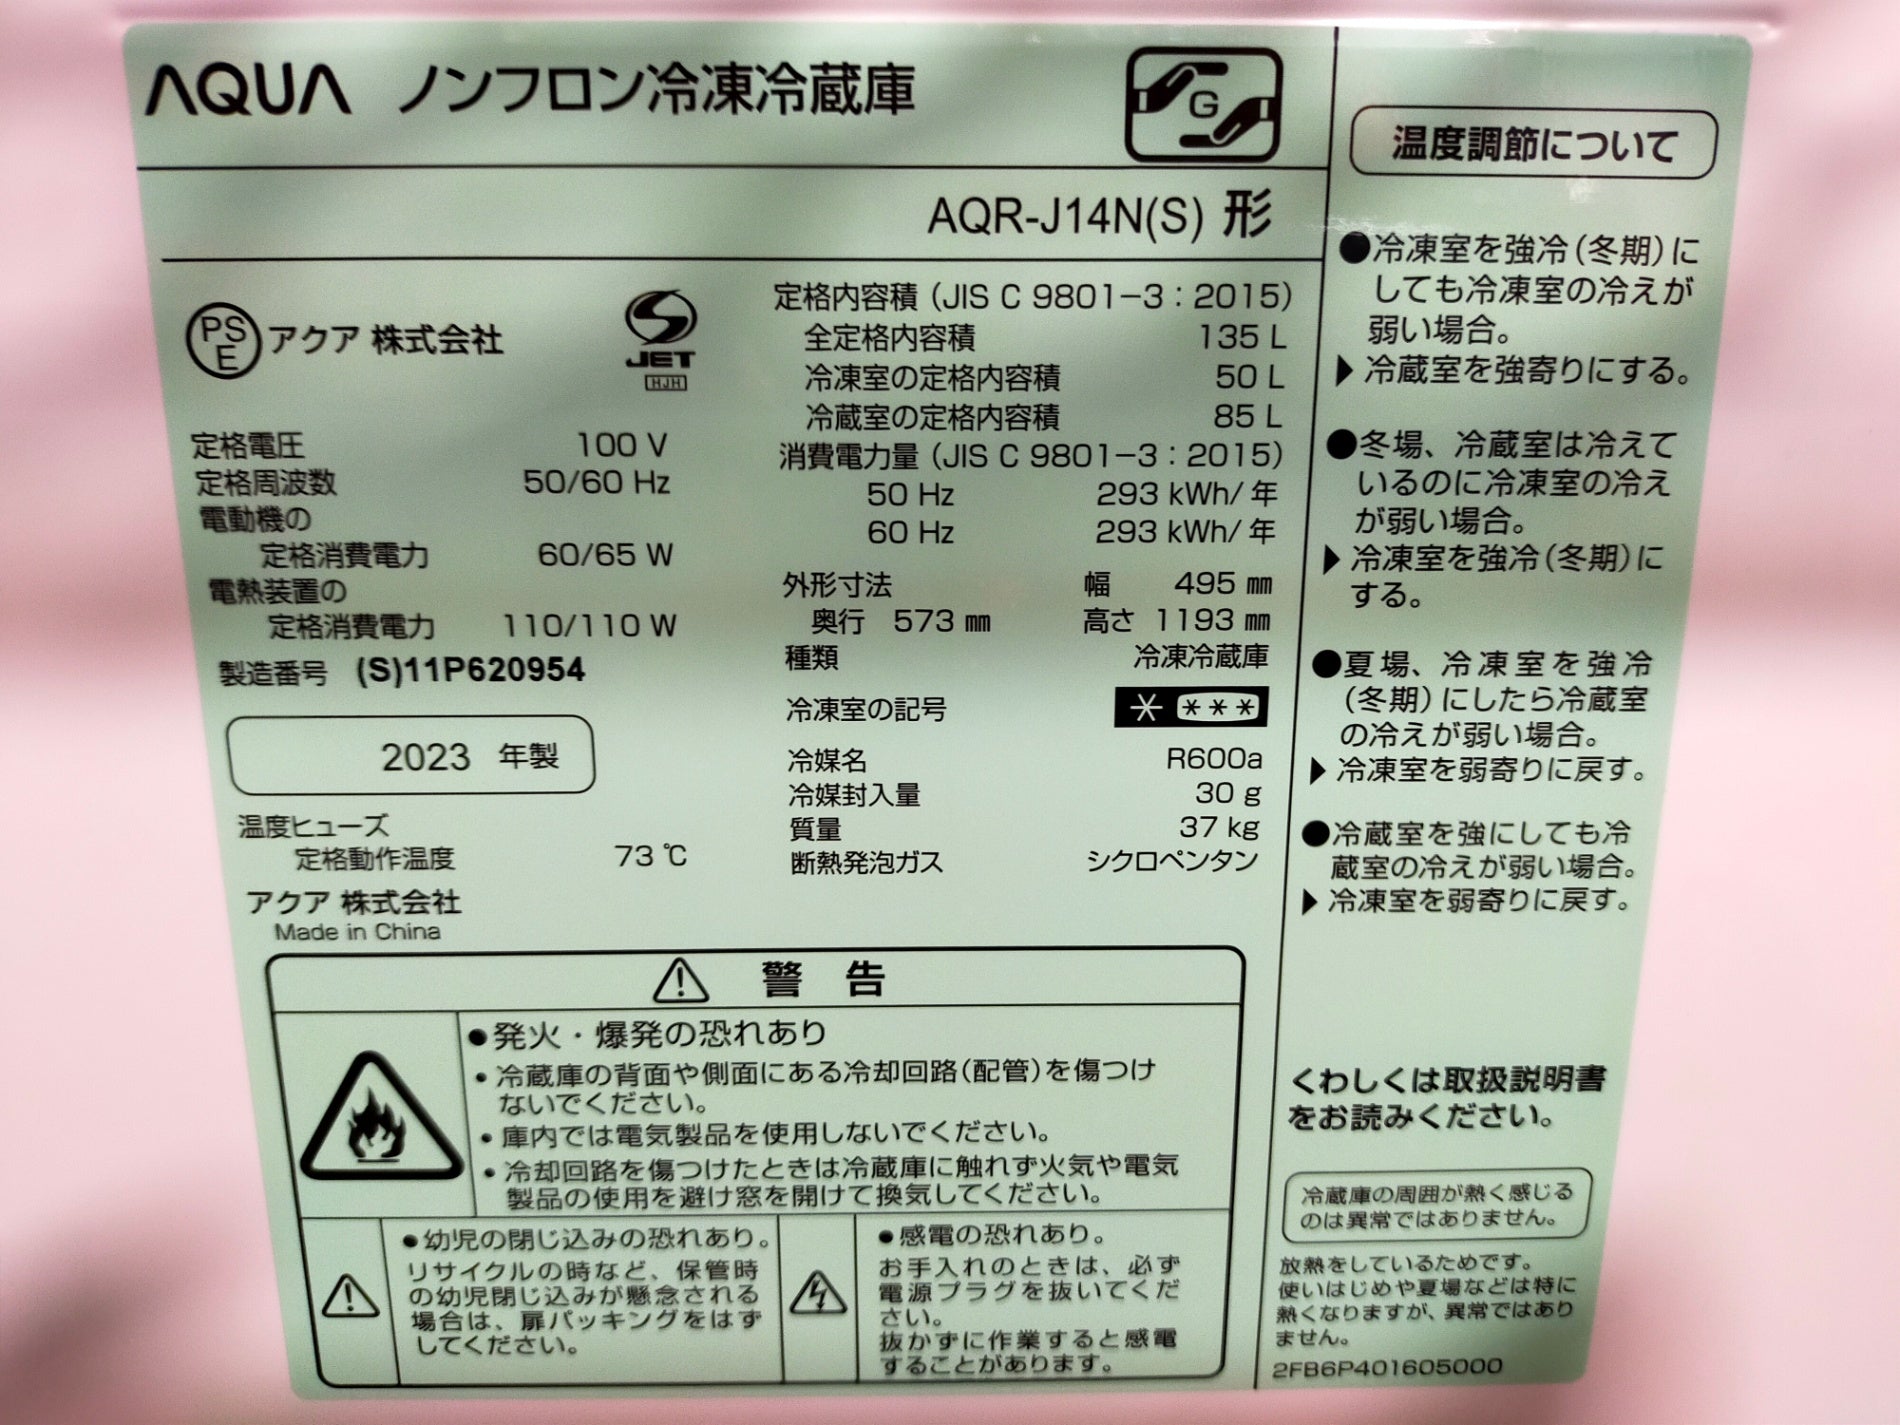 AQUA ノンフロン冷凍冷蔵庫
G
AQR-J14N(S) 形
PS
E
アクア 株式会社
JET
HJH
定格電圧 100 V
定格周波数 50/60 Hz
電動機の
定格消費電力 60/65 W
電熱装置の
定格消費電力 110/110 W
製造番号 (S)11P620954
2023 年製
温度ヒューズ
定格動作温度 73 ℃
アクア 株式会社
Made in China
定格内容積 (JIS C 9801-3:2015)
全定格内容積 135 L
冷凍室の定格内容積 50 L
冷蔵室の定格内容積 85 L
消費電力量 (JIS C 9801-3:2015)
50 Hz 293 kWh/年
60 Hz 293 kWh/年
外形寸法 幅 495 ㎜
奥行 573 ㎜ 高さ 1193 ㎜
種類 冷凍冷蔵庫
冷凍室の記号 * ***
冷媒名 R600a
冷媒封入量 30 g
質量 37 kg
断熱発泡ガス シクロペンタン
⚠ 警告
●発火・爆発の恐れあり
・冷蔵庫の背面や側面にある冷却回路(配管)を傷つけ
ないでください。
・庫内では電気製品を使用しないでください。
・冷却回路を傷つけたときは冷蔵庫に触れず火気や電気
製品の使用を避け窓を開けて換気してください。
●幼児の閉じ込みの恐れあり。
リサイクルの時など、保管時
の幼児閉じ込みが懸念される
場合は、扉パッキングをはず
してください。
●感電の恐れあり。
お手入れのときは、必ず
電源プラグを抜いてくだ
さい。
抜かずに作業すると感電
することがあります。
温度調節について
●冷凍室を強冷(冬期)に
しても冷凍室の冷えが
弱い場合。
▶冷蔵室を強寄りにする。
●冬場、冷蔵室は冷えて
いるのに冷凍室の冷え
が弱い場合。
▶冷凍室を強冷(冬期)に
する。
●夏場、冷凍室を強冷
(冬期)にしたら冷蔵室
の冷えが弱い場合。
▶冷凍室を弱寄りに戻す。
●冷蔵室を強にしても冷
蔵室の冷えが弱い場合。
▶冷凍室を弱寄りに戻す。
くわしくは取扱説明書
をお読みください。
冷蔵庫の周囲が熱く感じる
のは異常ではありません。
放熱をしているためです。
使いはじめや夏場などは特に
熱くなりますが、異常ではあり
ません。
2FB6P401605000